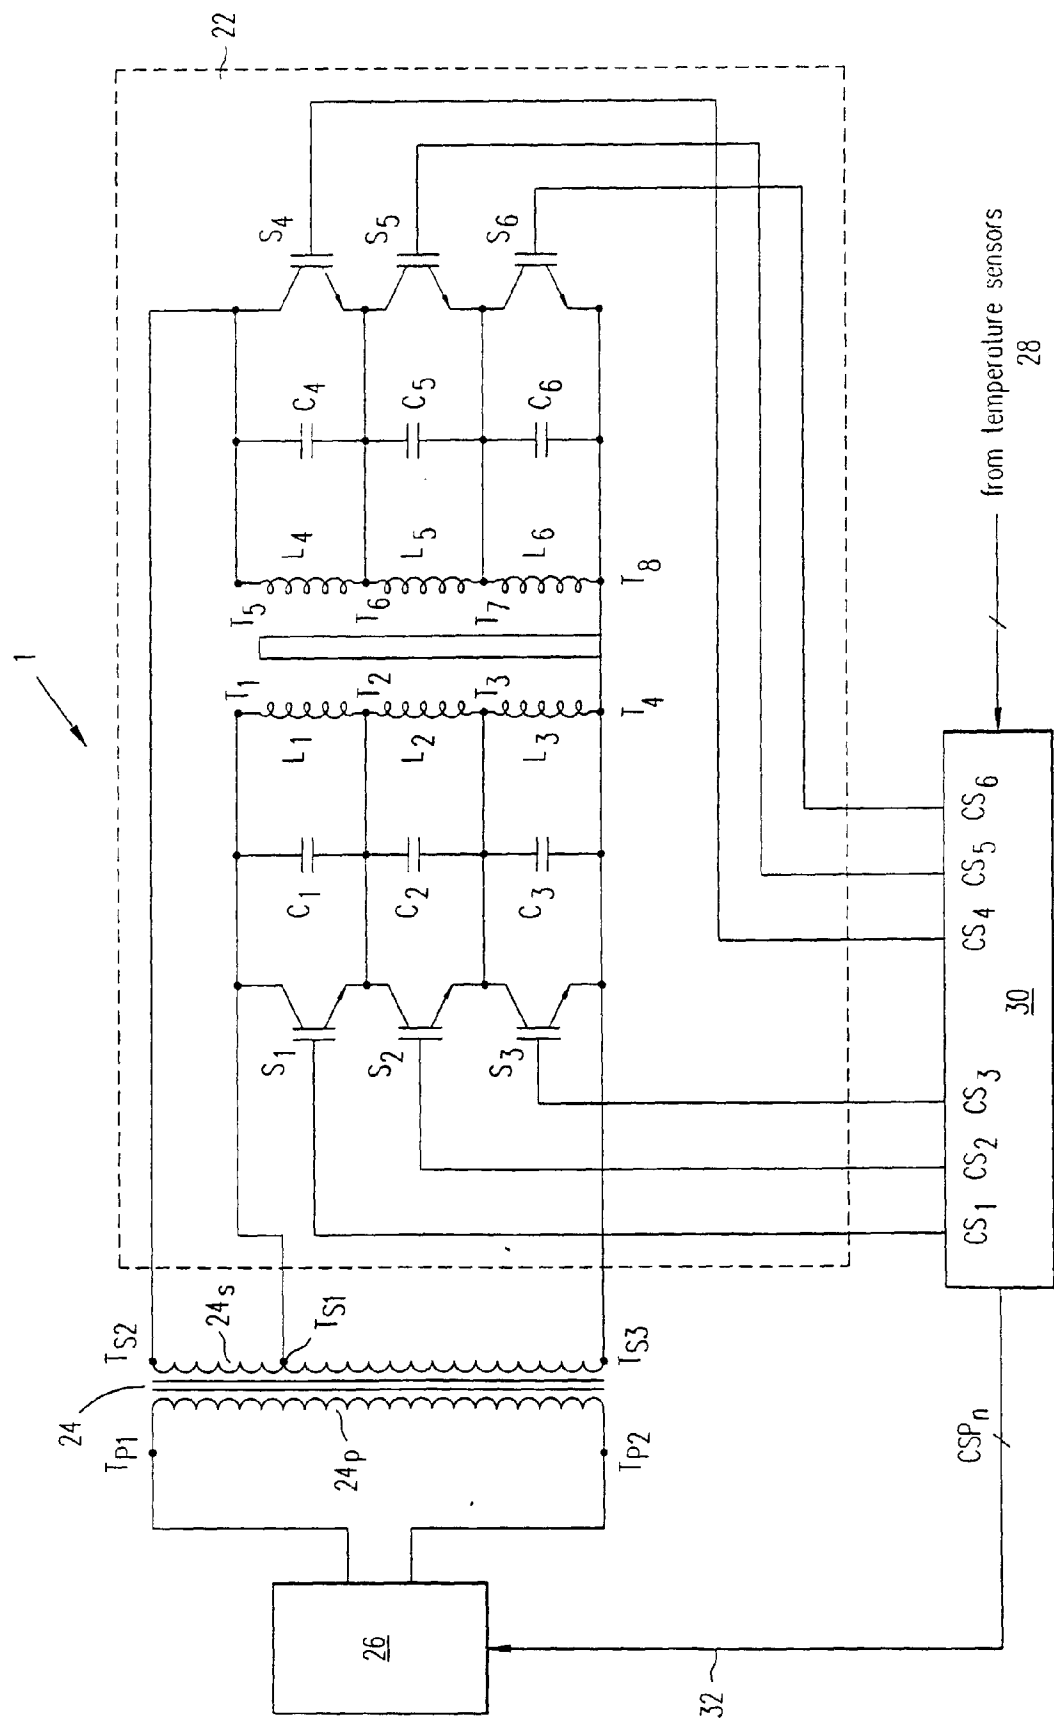 1
22
24
TS2
24s
TS1
TS3
TP1
24p
TP2
26
32
CSPn
S1
S2
S3
C1
C2
C3
L1
L2
L3
T1
T2
T3
T4
T5
T6
T7
T8
L4
L5
L6
C4
C5
C6
S4
S5
S6
CS1
CS2
CS3
30
CS4
CS5
CS6
from temperature sensors
28